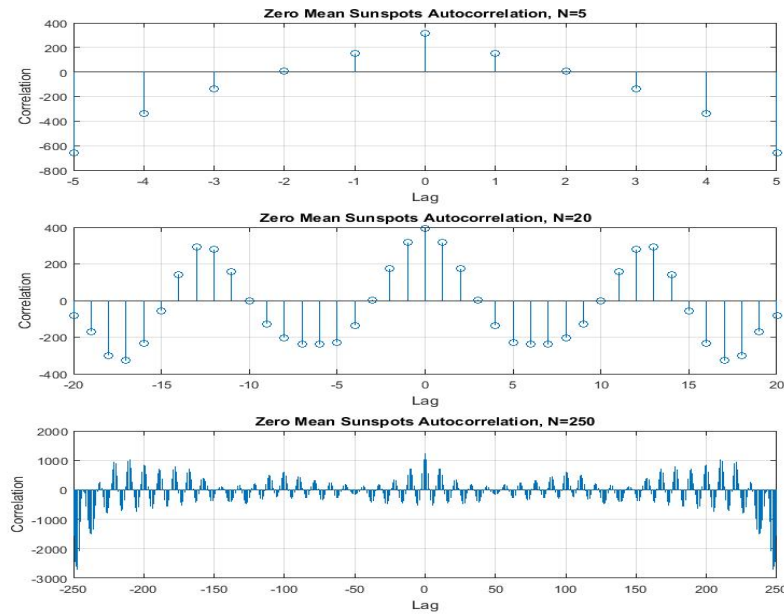 Zero Mean Sunspots Autocorrelation, N=5
400
200
0
-200
-400
-600
-800
Correlation
-5 -4 -3 -2 -1 0 1 2 3 4 5
Lag
Zero Mean Sunspots Autocorrelation, N=20
400
200
0
-200
-400
Correlation
-20 -15 -10 -5 0 5 10 15 20
Lag
Zero Mean Sunspots Autocorrelation, N=250
2000
1000
0
-1000
-2000
-3000
Correlation
-250 -200 -150 -100 -50 0 50 100 150 200 250
Lag